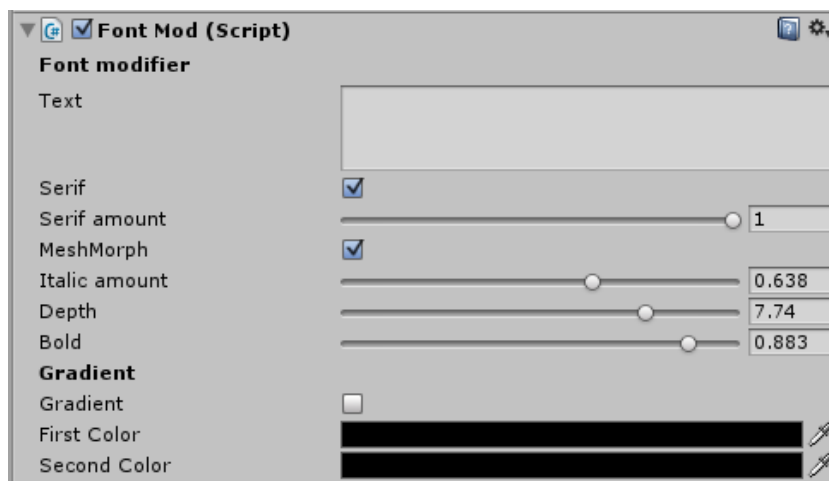 Font Mod (Script)
Font modifier
Text
Serif
Serif amount 1
MeshMorph
Italic amount 0.638
Depth 7.74
Bold 0.883
Gradient
Gradient
First Color
Second Color